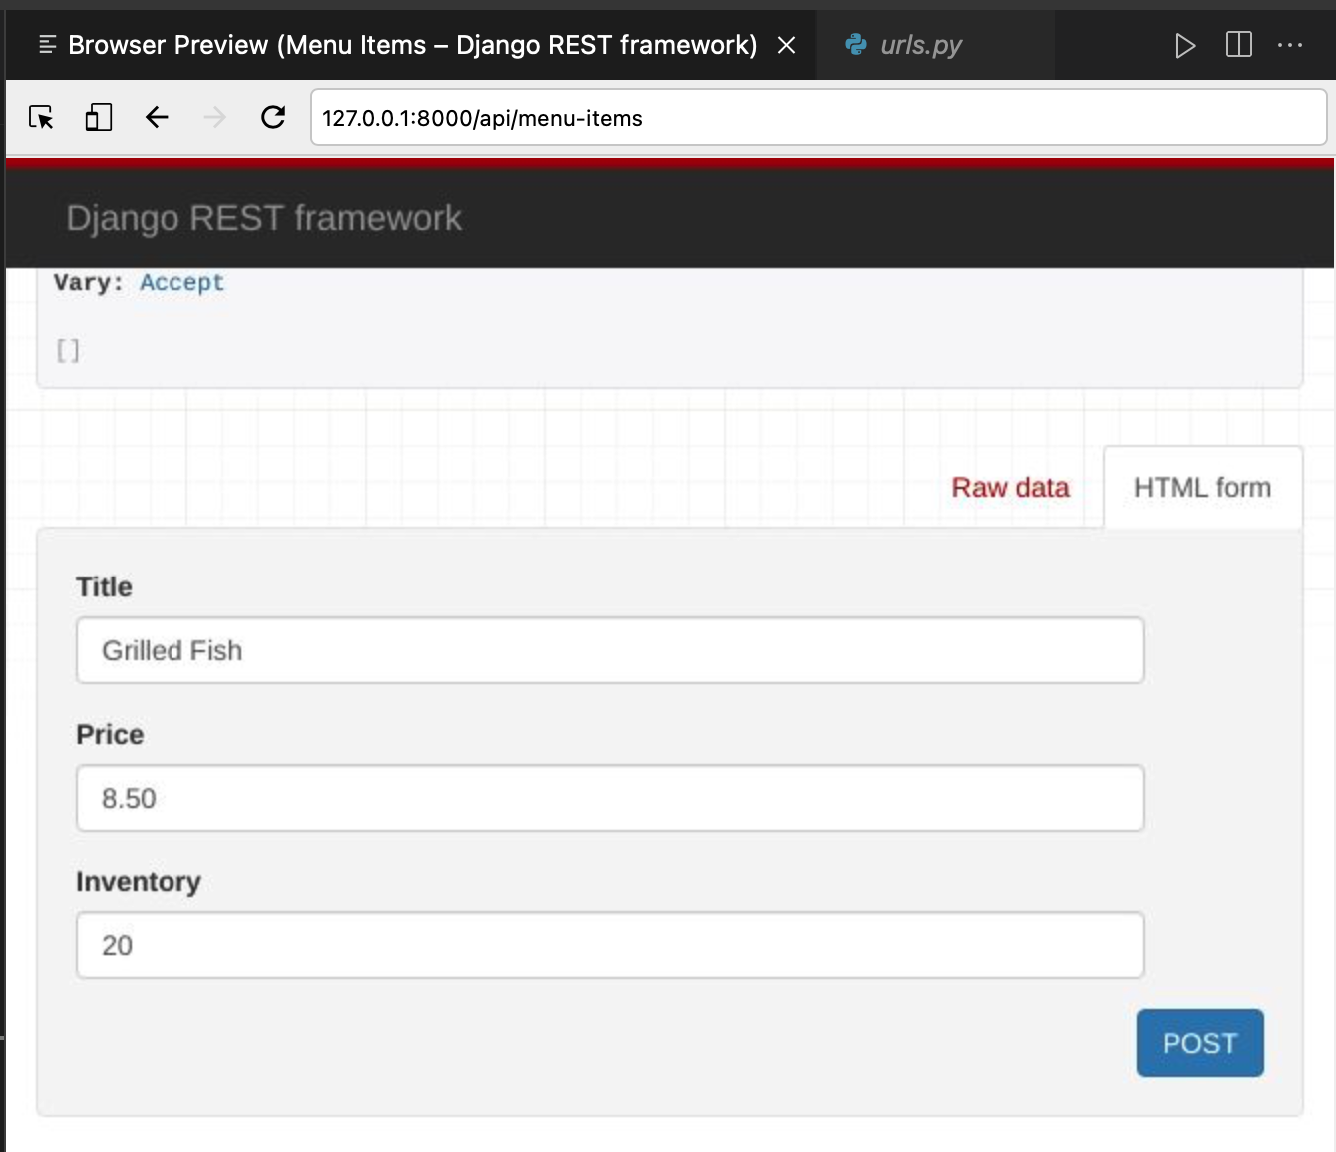 Browser Preview (Menu Items – Django REST framework)
urls.py
127.0.0.1:8000/api/menu-items
Django REST framework
Vary: Accept
[]
Raw data
HTML form
Title
Grilled Fish
Price
8.50
Inventory
20
POST